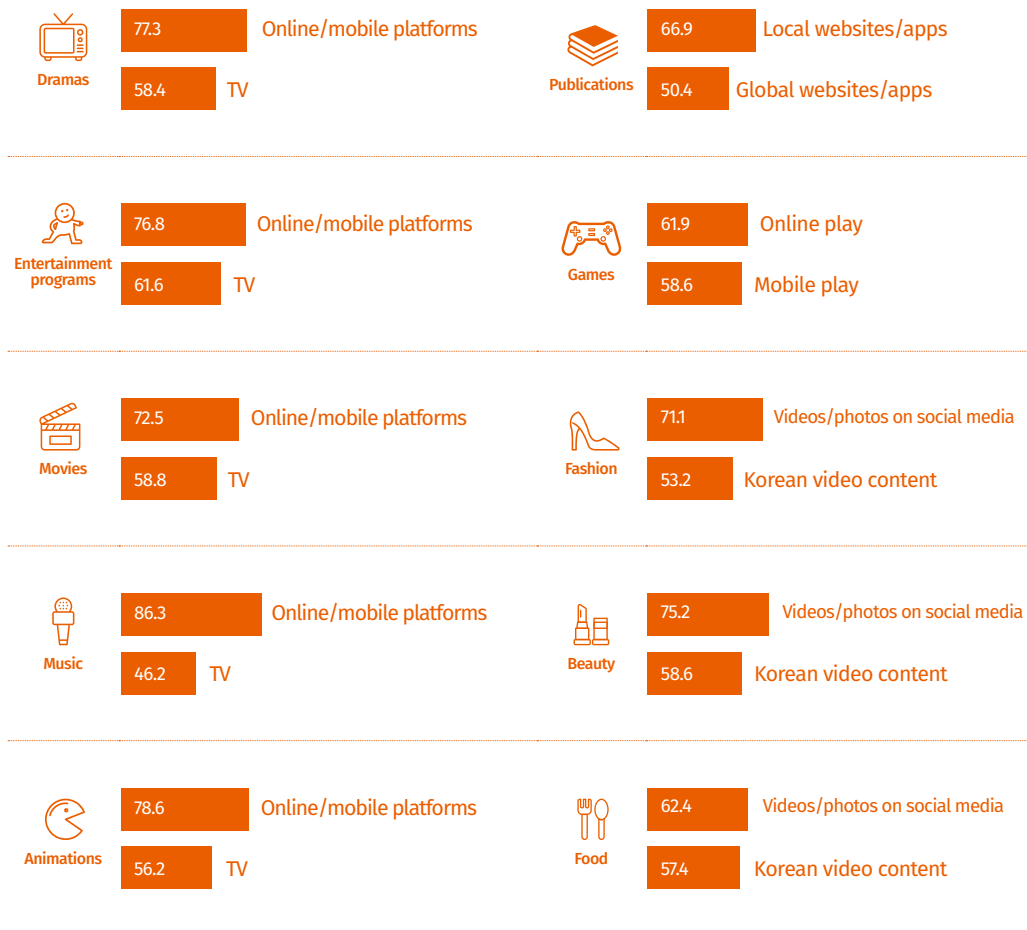 77.3
Online/mobile platforms
Dramas
58.4
TV
66.9
Local websites/apps
Publications
50.4
Global websites/apps
76.8
Online/mobile platforms
Entertainment
programs
61.6
TV
61.9
Online play
Games
58.6
Mobile play
72.5
Online/mobile platforms
Movies
58.8
TV
71.1
Videos/photos on social media
Fashion
53.2
Korean video content
86.3
Online/mobile platforms
Music
46.2
TV
75.2
Videos/photos on social media
Beauty
58.6
Korean video content
78.6
Online/mobile platforms
Animations
56.2
TV
62.4
Videos/photos on social media
Food
57.4
Korean video content